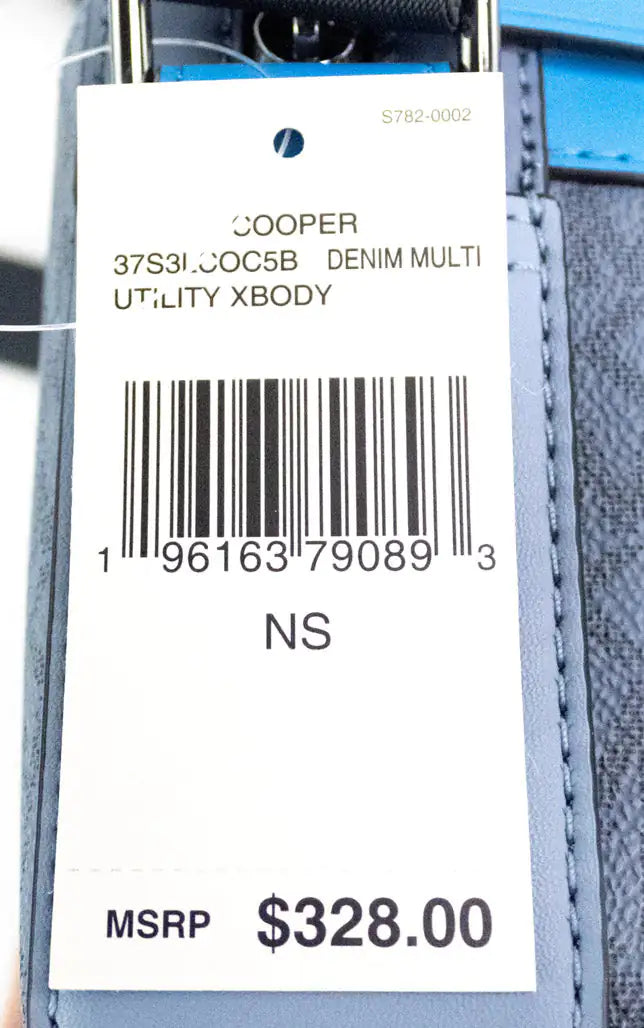 S782-0002
COOPER
37S3LCOC5B DENIM MULTI
UTILITY XBODY
1 96163 79089 3
NS
MSRP $328.00